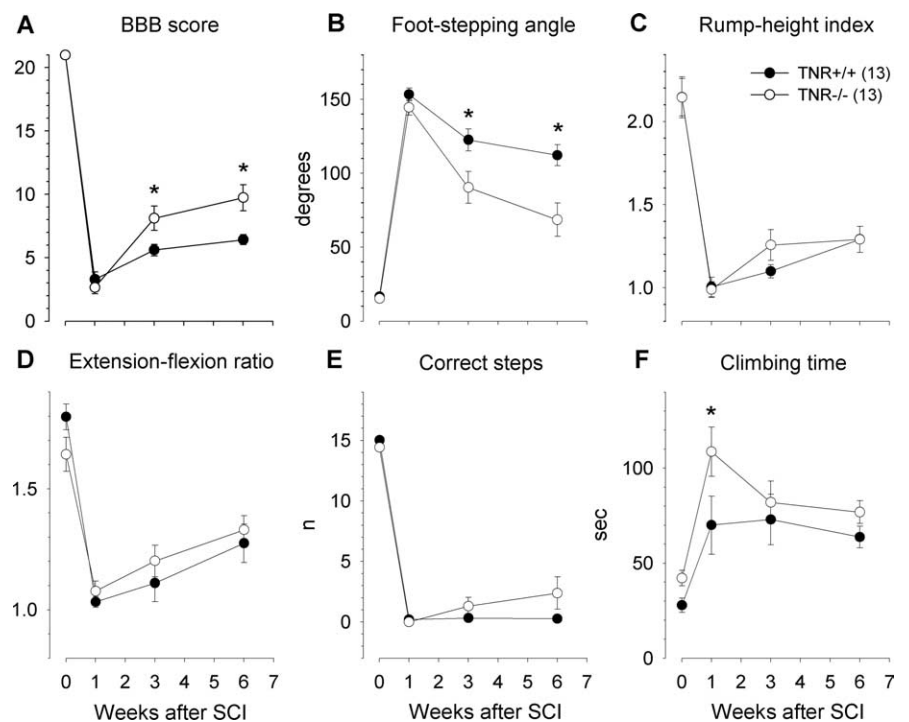 A BBB score
20
15
10
5
0
* *
B Foot-stepping angle
degrees
150
100
50
0
* *
C Rump-height index
TNR+/+ (13)
TNR-/- (13)
2.0
1.5
1.0
D Extension-flexion ratio
1.5
1.0
0 1 2 3 4 5 6 7
Weeks after SCI
E Correct steps
n
15
10
5
0
0 1 2 3 4 5 6 7
Weeks after SCI
F Climbing time
sec
100
50
0
*
0 1 2 3 4 5 6 7
Weeks after SCI